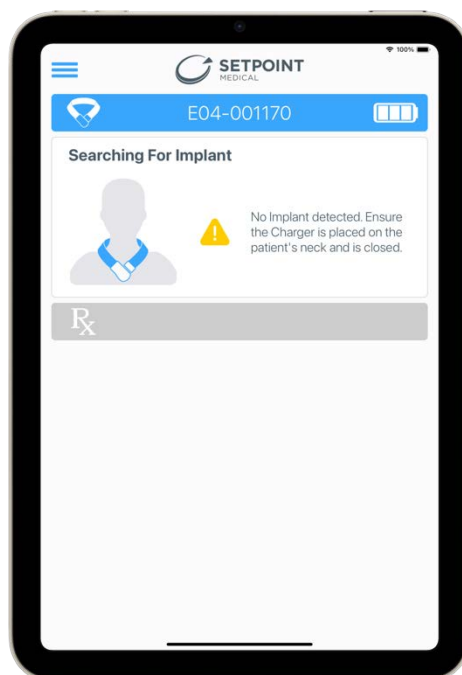 100%
SETPOINT
MEDICAL
E04-001170
Searching For Implant
No Implant detected. Ensure
the Charger is placed on the
patient's neck and is closed.
Rx